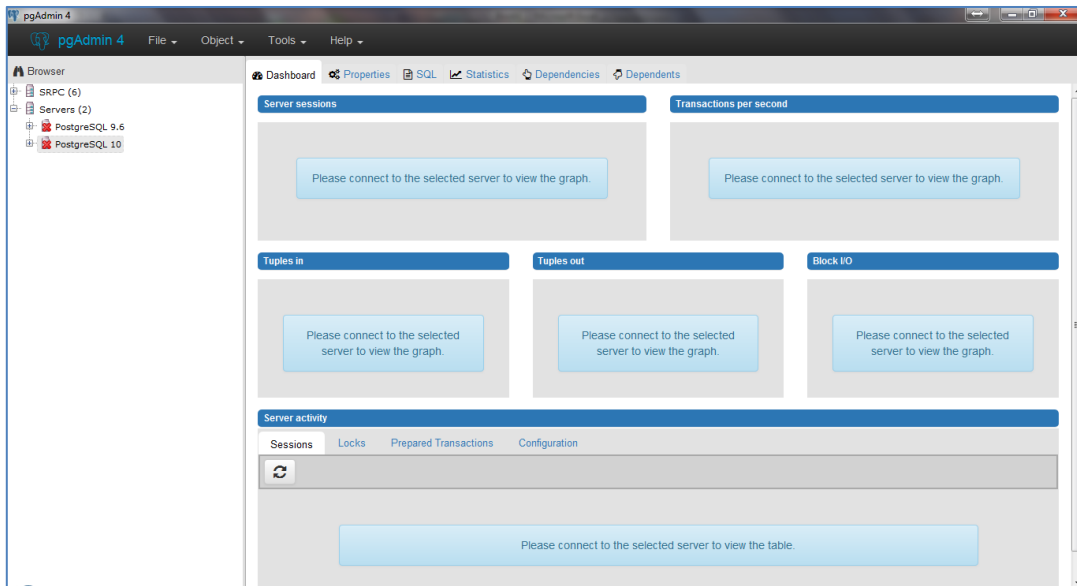 pgAdmin 4
pgAdmin 4 File Object Tools Help
Browser
SRPC (6)
Servers (2)
PostgreSQL 9.6
PostgreSQL 10
Dashboard Properties SQL Statistics Dependencies Dependents
Server sessions
Please connect to the selected server to view the graph.
Transactions per second
Please connect to the selected server to view the graph.
Tuples in
Please connect to the selected
server to view the graph.
Tuples out
Please connect to the selected
server to view the graph.
Block I/O
Please connect to the selected
server to view the graph.
Server activity
Sessions Locks Prepared Transactions Configuration
Please connect to the selected server to view the table.